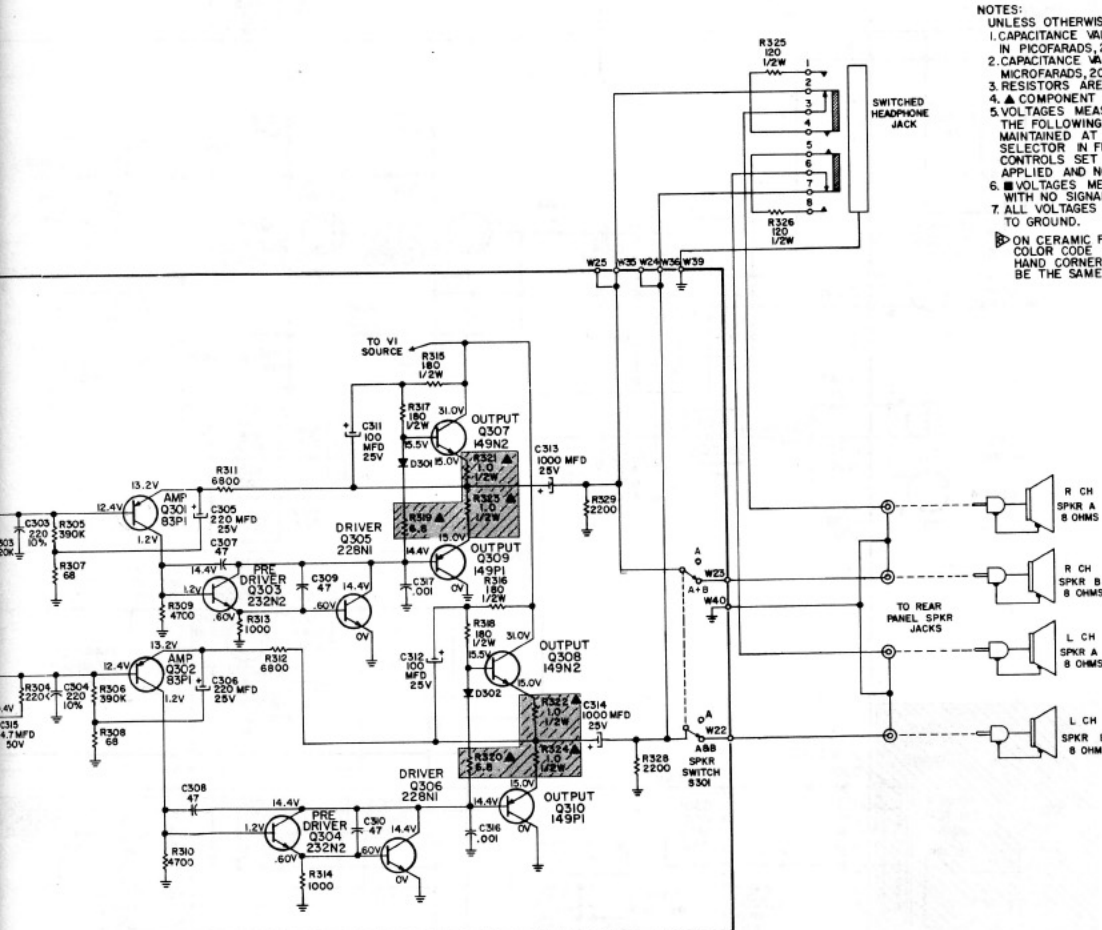 NOTES:
UNLESS OTHERWIS
1. CAPACITANCE VA
IN PICOFARADS, 2
2. CAPACITANCE VA
MICROFARADS, 20
3. RESISTORS ARE
4. ▲ COMPONENT
5. VOLTAGES MEAS
THE FOLLOWING
MAINTAINED AT
SELECTOR IN F
CONTROLS SET
APPLIED AND N
6. ■ VOLTAGES ME
WITH NO SIGNA
7. ALL VOLTAGES
TO GROUND.
ON CERAMIC F
COLOR CODE
HAND CORNER
BE THE SAME
R325
120
1/2W
1
2
3
4
5
6
7
8
R326
120
1/2W
SWITCHED
HEADPHONE
JACK
W25 W35 W24 W36 W39
TO V1
SOURCE
R315
180
1/2W
R317
180
1/2W
31.0V
OUTPUT
Q307
149N2
C311
100
MFD
25V
15.5V
15.0V
D301
R321 ▲
1.0
1/2W
C313
1000 MFD
25V
R323 ▲
1.0
1/2W
R319 ▲
6.8
R329
2200
R311
6800
13.2V
AMP
Q301
83P1
12.4V
1.2V
C305
220 MFD
25V
C303
220
10%
R305
390K
R307
68
C307
47
14.4V
PRE
DRIVER
Q303
232N2
1.2V
.60V
R309
4700
R313
1000
DRIVER
Q305
228N1
C309
47
14.4V
.60V
0V
15.0V
14.4V
OUTPUT
Q309
149P1
0V
C317
.001
R316
180
1/2W
R318
180
1/2W
31.0V
OUTPUT
Q308
149N2
C312
100
MFD
25V
15.5V
15.0V
D302
R322 ▲
1.0
1/2W
C314
1000 MFD
25V
R324 ▲
1.0
1/2W
R320 ▲
6.8
R328
2200
R312
6800
13.2V
AMP
Q302
83P1
12.4V
1.2V
C306
220 MFD
25V
R304
220K
C304
220
10%
R306
390K
R308
68
.4V
C315
4.7MFD
50V
C308
47
14.4V
PRE
DRIVER
Q304
232N2
1.2V
.60V
R310
4700
R314
1000
DRIVER
Q306
228N1
C310
47
14.4V
.60V
0V
15.0V
14.4V
OUTPUT
Q310
149P1
0V
C316
.001
A
A+B
W23
W40
A
A&B
W22
SPKR
SWITCH
S301
TO REAR
PANEL SPKR
JACKS
R CH
SPKR A
8 OHMS
R CH
SPKR B
8 OHMS
L CH
SPKR A
8 OHMS
L CH
SPKR
8 OHM